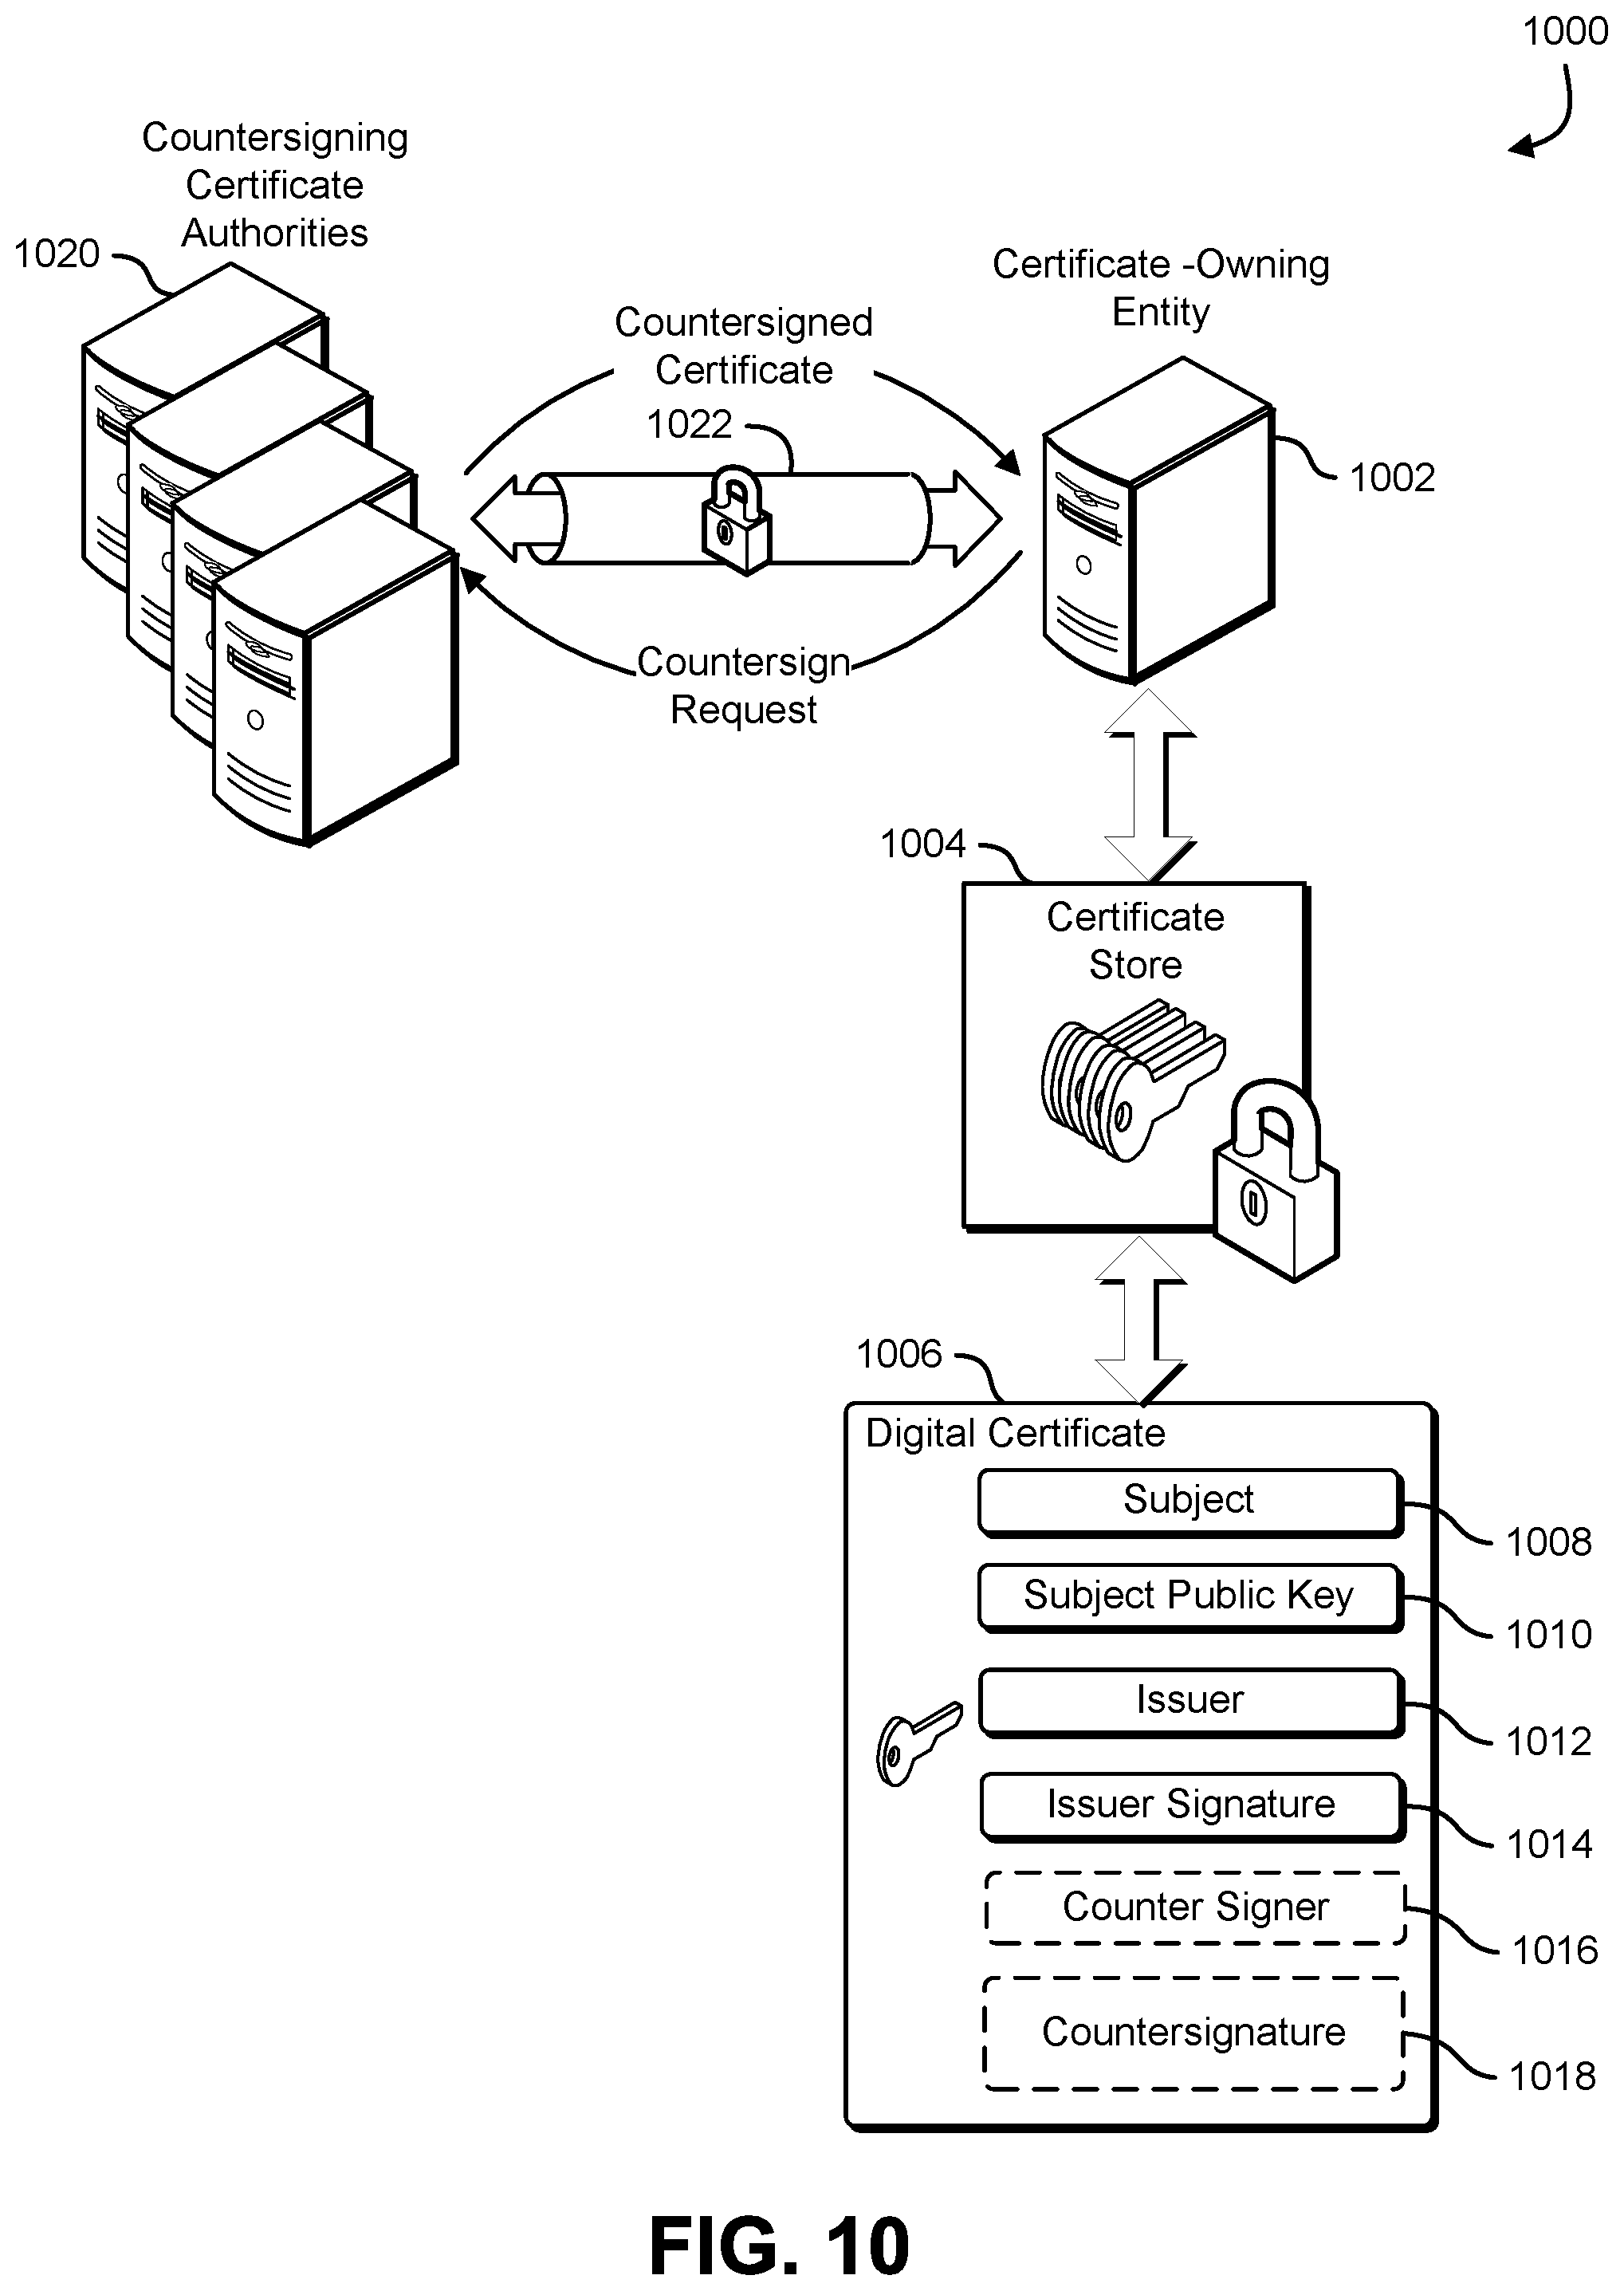 1000
Countersigning
Certificate
Authorities
1020
Certificate -Owning
Entity
Countersigned
Certificate
1022
1002
Countersign
Request
1004
Certificate
Store
1006
Digital Certificate
Subject
1008
Subject Public Key
1010
Issuer
1012
Issuer Signature
1014
Counter Signer
1016
Countersignature
1018
FIG. 10